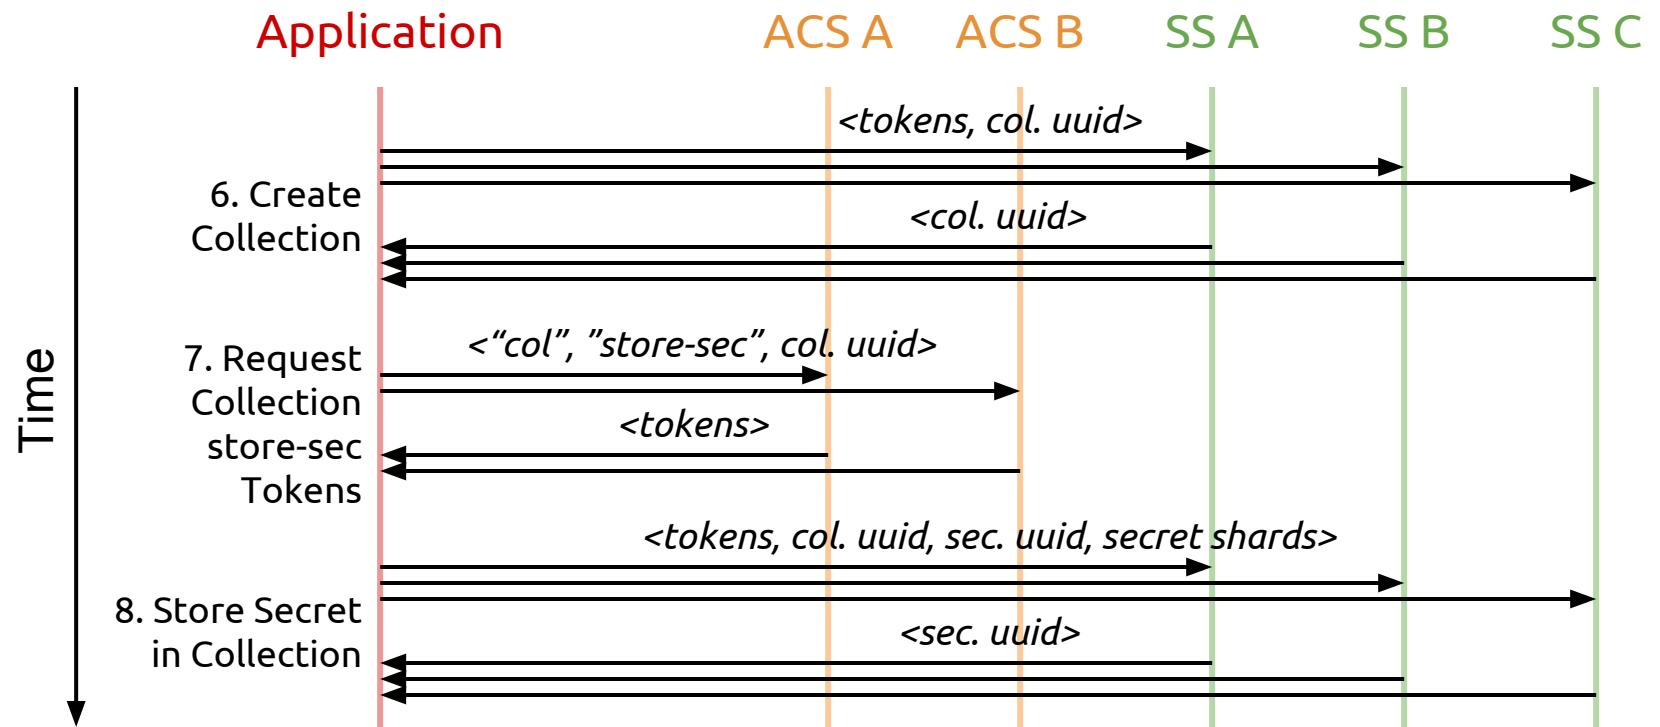 Application ACS A ACS B SS A SS B SS C
<tokens, col. uuid>
6. Create
Collection
<col. uuid>
Time
7. Request
Collection
store-sec
Tokens
<“col”, ”store-sec”, col. uuid>
<tokens>
<tokens, col. uuid, sec. uuid, secret shards>
8. Store Secret
in Collection
<sec. uuid>